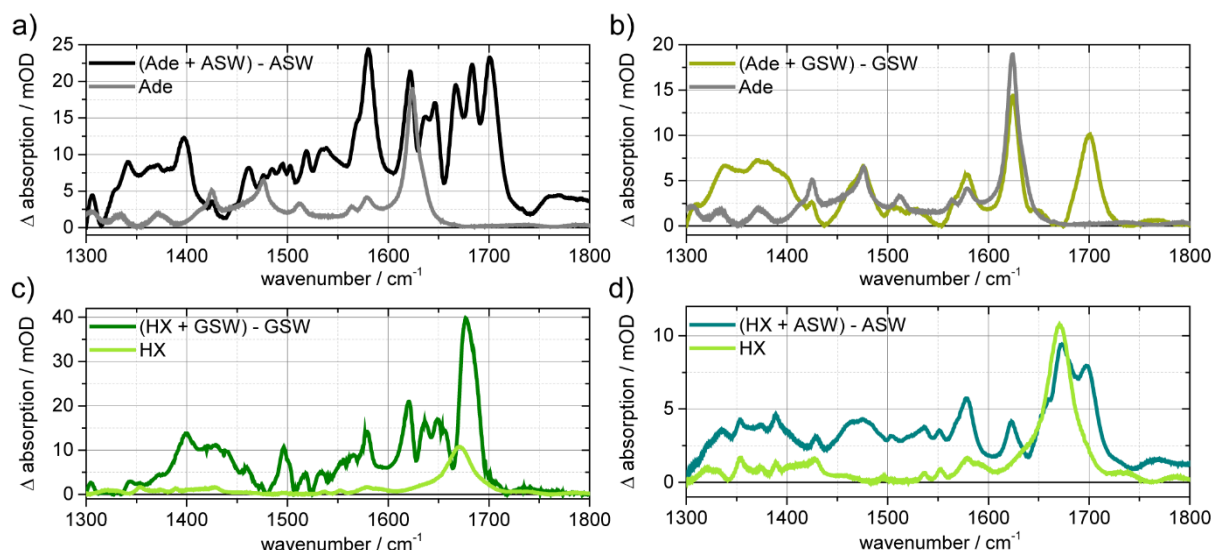 a)
25
20
15
10
5
0
Δ absorption / mOD
(Ade + ASW) - ASW
Ade
1300 1400 1500 1600 1700 1800
wavenumber / cm-1
b)
20
15
10
5
0
Δ absorption / mOD
(Ade + GSW) - GSW
Ade
1300 1400 1500 1600 1700 1800
wavenumber / cm-1
c)
40
30
20
10
0
Δ absorption / mOD
(HX + GSW) - GSW
HX
1300 1400 1500 1600 1700 1800
wavenumber / cm-1
d)
10
5
0
Δ absorption / mOD
(HX + ASW) - ASW
HX
1300 1400 1500 1600 1700 1800
wavenumber / cm-1